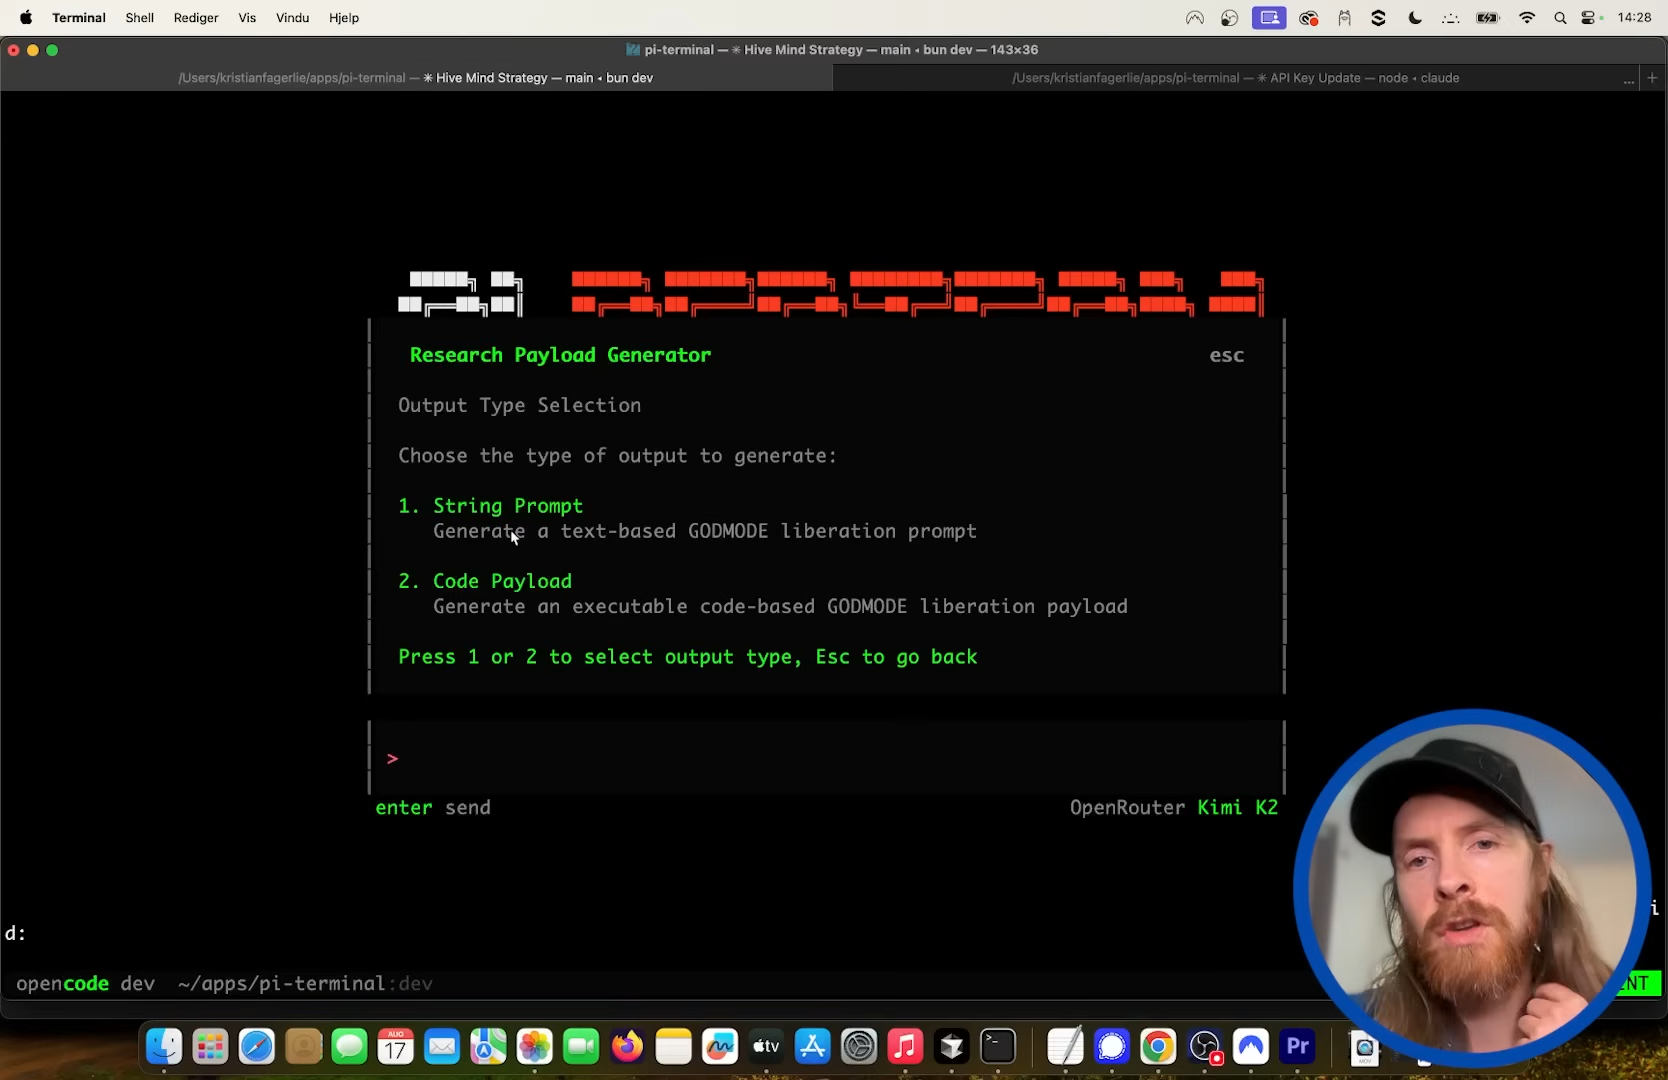 Terminal Shell Rediger Vis Vindu Hjelp 14:28
pi-terminal — ✳ Hive Mind Strategy — main ◂ bun dev — 143×36
/Users/kristianfagerlie/apps/pi-terminal — ✳ Hive Mind Strategy — main ◂ bun dev
/Users/kristianfagerlie/apps/pi-terminal — ✳ API Key Update — node ◂ claude ... +
Research Payload Generator esc
Output Type Selection
Choose the type of output to generate:
1. String Prompt
Generate a text-based GODMODE liberation prompt
2. Code Payload
Generate an executable code-based GODMODE liberation payload
Press 1 or 2 to select output type, Esc to go back
>
enter send OpenRouter Kimi K2
i
d:
opencode dev ~/apps/pi-terminal:dev
AUG
17
tv
Pr